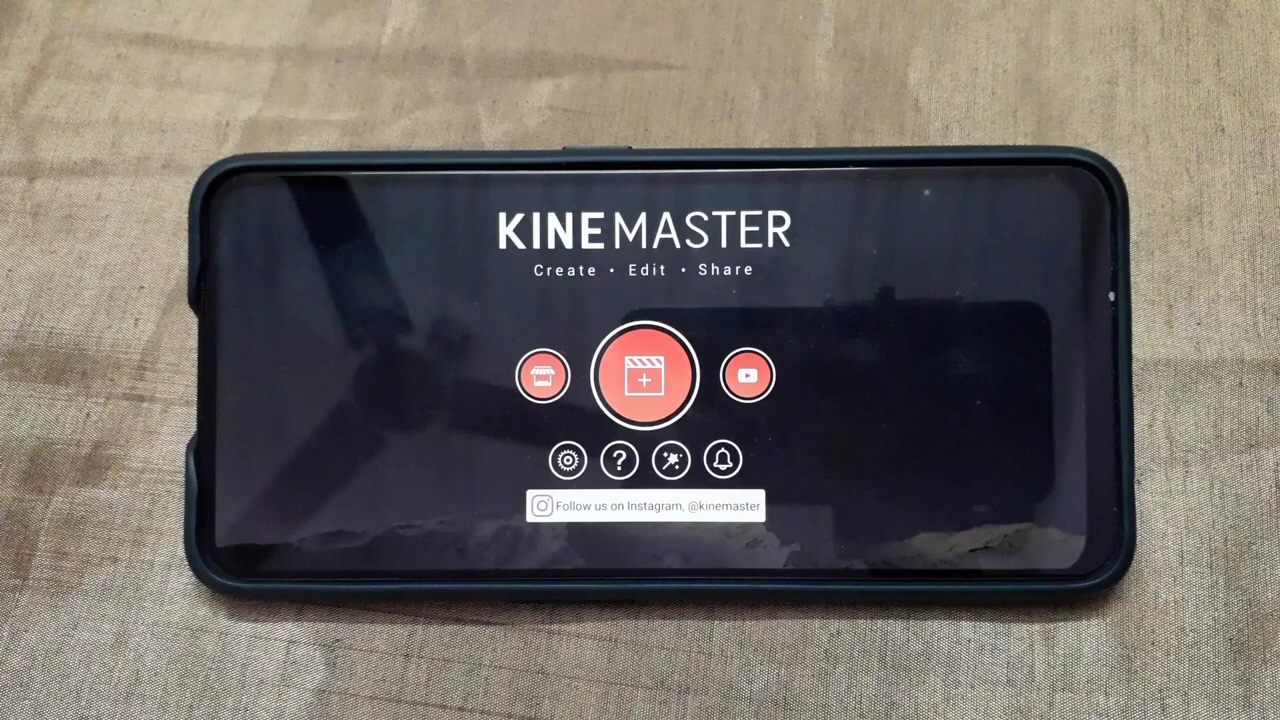 KINEMASTER
Create • Edit • Share
?
Follow us on Instagram, @kinemaster